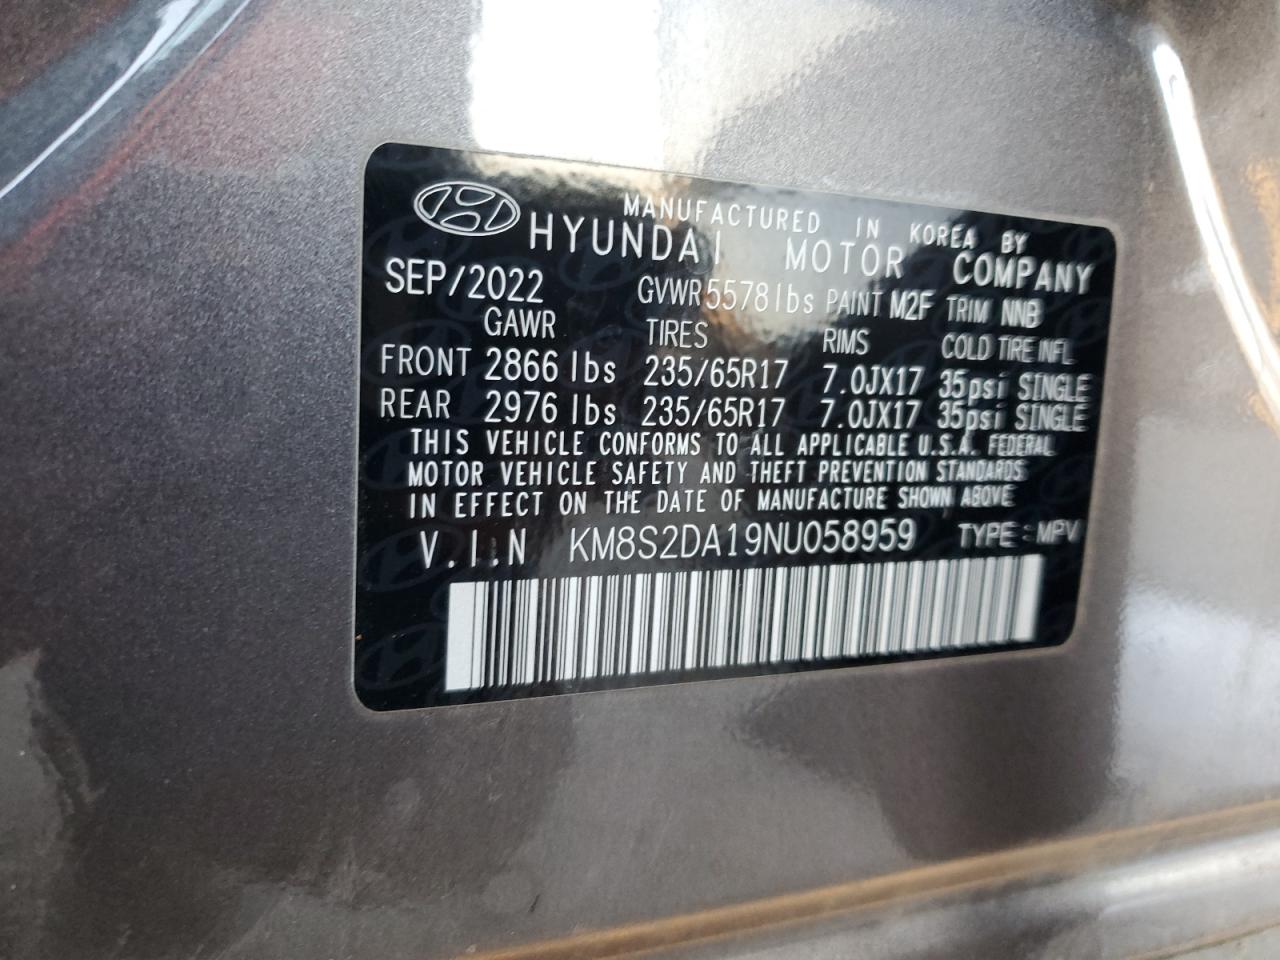 MANUFACTURED IN KOREA BY
HYUNDAI MOTOR COMPANY
SEP/2022 GVWR 5578 lbs PAINT M2F TRIM NNB
GAWR TIRES RIMS COLD TIRE INFL
FRONT 2866 lbs 235/65R17 7.0JX17 35psi SINGLE
REAR 2976 lbs 235/65R17 7.0JX17 35psi SINGLE
THIS VEHICLE CONFORMS TO ALL APPLICABLE U.S.A. FEDERAL
MOTOR VEHICLE SAFETY AND THEFT PREVENTION STANDARDS
IN EFFECT ON THE DATE OF MANUFACTURE SHOWN ABOVE
V.I.N KM8S2DA19NU058959 TYPE : MPV